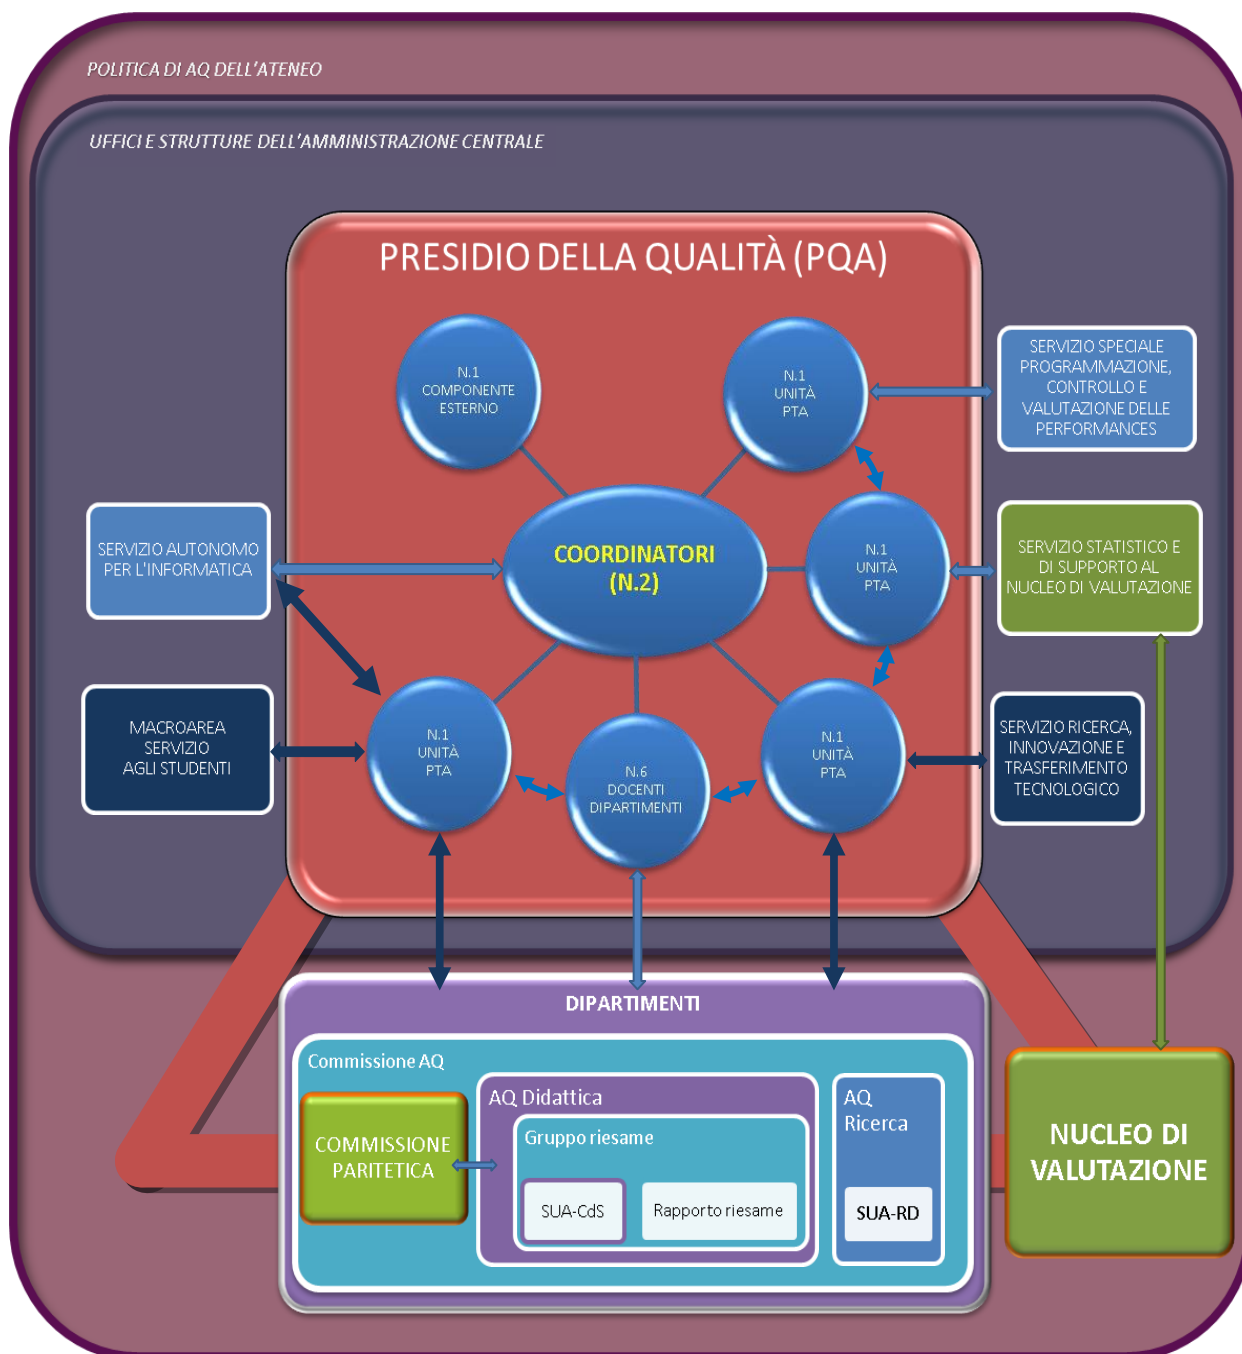 POLITICA DI AQ DELL'ATENEO
UFFICI E STRUTTURE DELL'AMMINISTRAZIONE CENTRALE
PRESIDIO DELLA QUALITÀ (PQA)
N.1
COMPONENTE
ESTERNO
N.1
UNITÀ
PTA
SERVIZIO SPECIALE
PROGRAMMAZIONE,
CONTROLLO E
VALUTAZIONE DELLE
PERFORMANCES
SERVIZIO AUTONOMO
PER L'INFORMATICA
COORDINATORI
(N.2)
N.1
UNITÀ
PTA
SERVIZIO STATISTICO E
DI SUPPORTO AL
NUCLEO DI VALUTAZIONE
MACROAREA
SERVIZIO
AGLI STUDENTI
N.1
UNITÀ
PTA
N.6
DOCENTI
DIPARTIMENTI
N.1
UNITÀ
PTA
SERVIZIO RICERCA,
INNOVAZIONE E
TRASFERIMENTO
TECNOLOGICO
DIPARTIMENTI
Commissione AQ
COMMISSIONE
PARITETICA
AQ Didattica
Gruppo riesame
SUA-CdS
Rapporto riesame
AQ
Ricerca
SUA-RD
NUCLEO DI
VALUTAZIONE